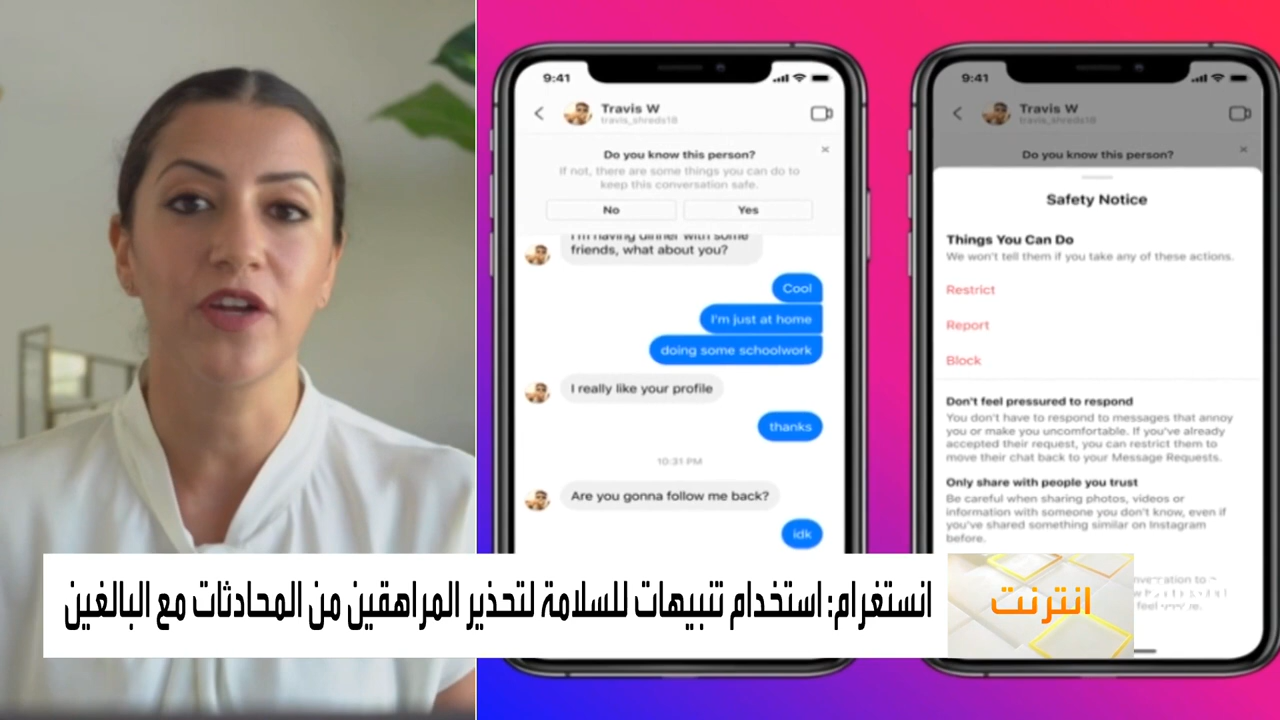 9:41
Travis W
travis_shreds18
Do you know this person?
If not, there are some things you can do to
keep this conversation safe.
No
Yes
I'm having dinner with some
friends, what about you?
Cool
I'm just at home
doing some schoolwork
I really like your profile
thanks
10:31 PM
Are you gonna follow me back?
idk
9:41
Travis W
travis_shreds18
Do you know this person?
Safety Notice
Things You Can Do
We won't tell them if you take any of these actions.
Restrict
Report
Block
Don't feel pressured to respond
You don't have to respond to messages that annoy
you or make you uncomfortable. If you've already
accepted their request, you can restrict them to
move their chat back to your Message Requests.
Only share with people you trust
Be careful when sharing photos, videos or
information with someone you don't know, even if
you've shared something similar on Instagram
before.
انترنت
انستغرام: استخدام تنبيهات للسلامة لتحذير المراهقين من المحادثات مع البالغين